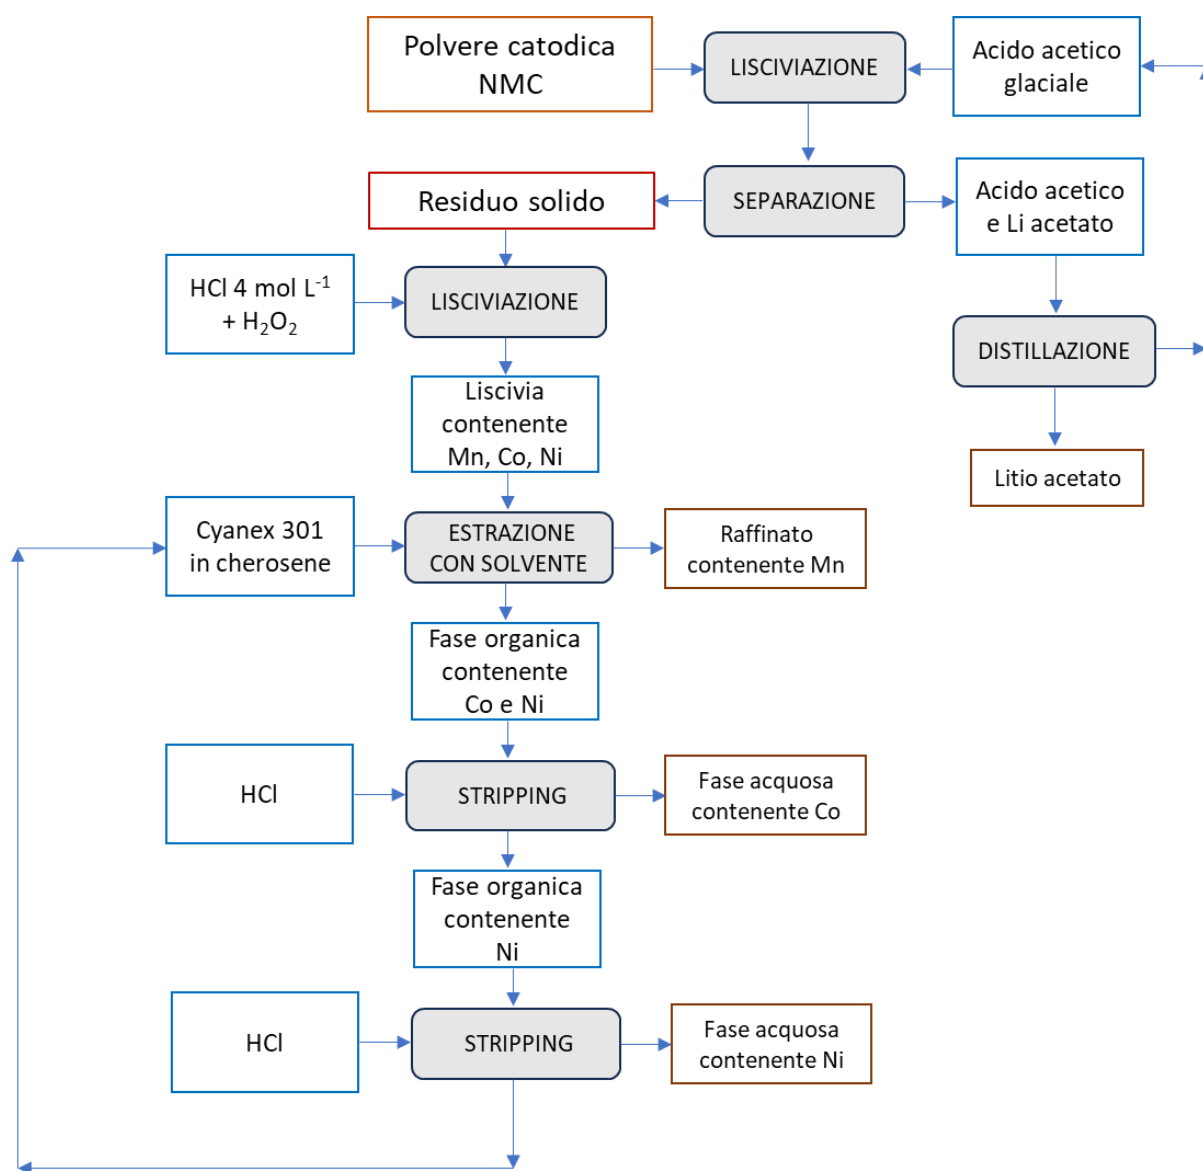 Polvere catodica
NMC
LISCIVIAZIONE
Acido acetico
glaciale
Residuo solido
SEPARAZIONE
Acido acetico
e Li acetato
HCl 4 mol L⁻¹
+ H₂O₂
LISCIVIAZIONE
DISTILLAZIONE
Liscivia
contenente
Mn, Co, Ni
Litio acetato
Cyanex 301
in cherosene
ESTRAZIONE
CON SOLVENTE
Raffinato
contenente Mn
Fase organica
contenente
Co e Ni
HCl
STRIPPING
Fase acquosa
contenente Co
Fase organica
contenente
Ni
HCl
STRIPPING
Fase acquosa
contenente Ni